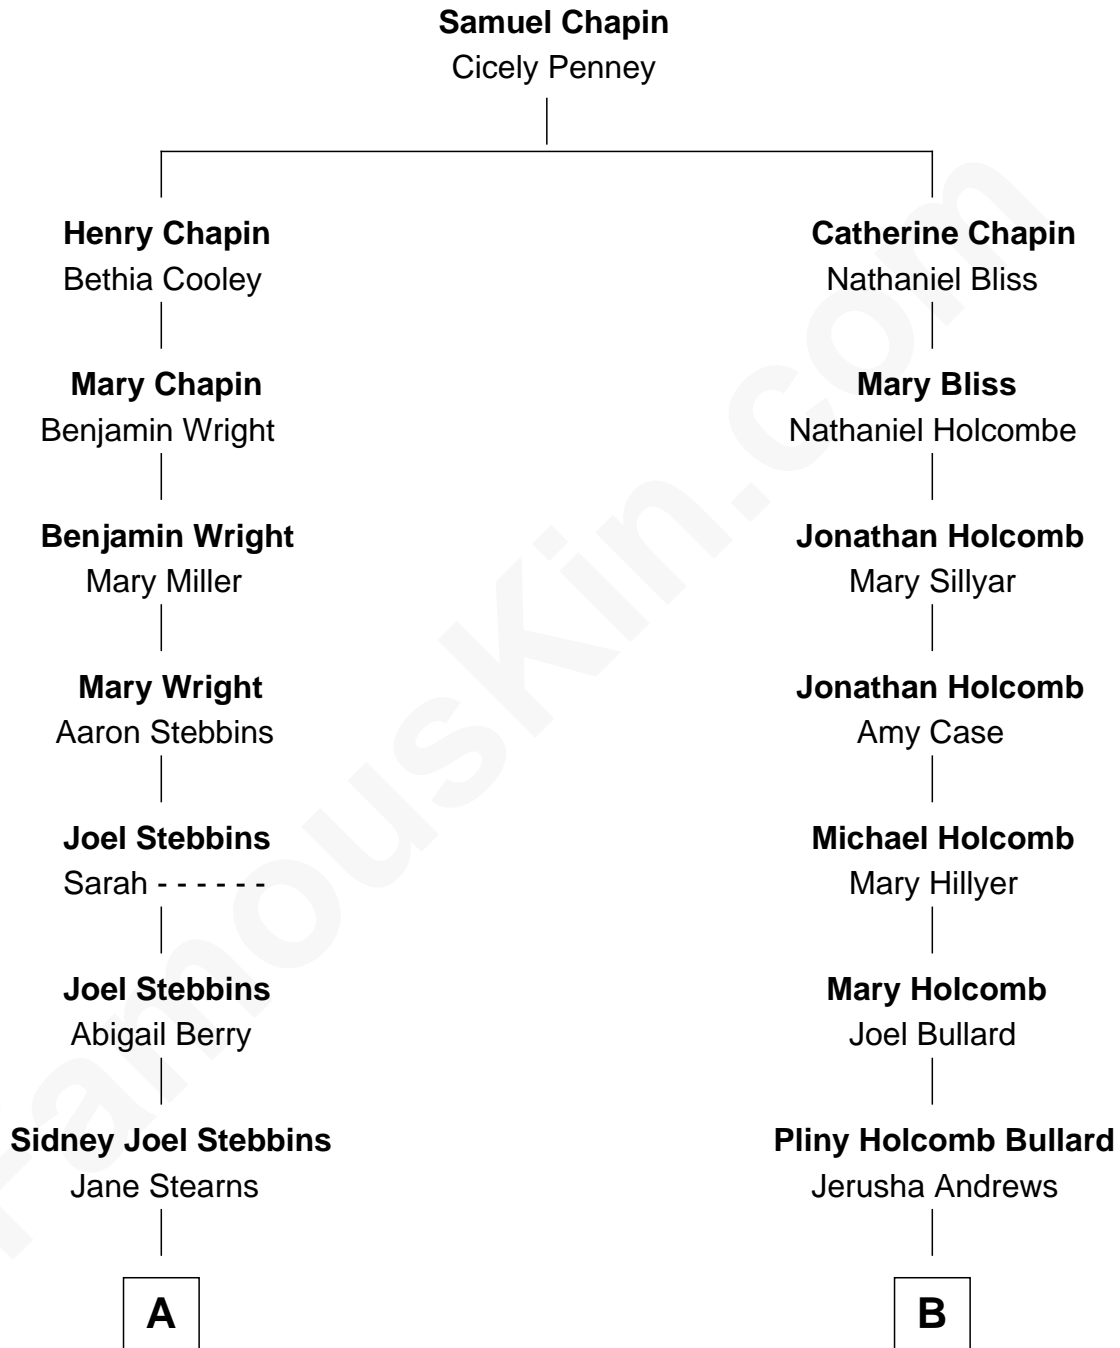 Samuel Chapin
Cicely Penney
Henry Chapin
Bethia Cooley
Catherine Chapin
Nathaniel Bliss
Mary Chapin
Benjamin Wright
Mary Bliss
Nathaniel Holcombe
Benjamin Wright
Mary Miller
Jonathan Holcomb
Mary Sillyar
Mary Wright
Aaron Stebbins
Jonathan Holcomb
Amy Case
Joel Stebbins
Sarah - - - - - -
Michael Holcomb
Mary Hillyer
Joel Stebbins
Abigail Berry
Mary Holcomb
Joel Bullard
Sidney Joel Stebbins
Jane Stearns
Pliny Holcomb Bullard
Jerusha Andrews
A
B
FamousKin.com